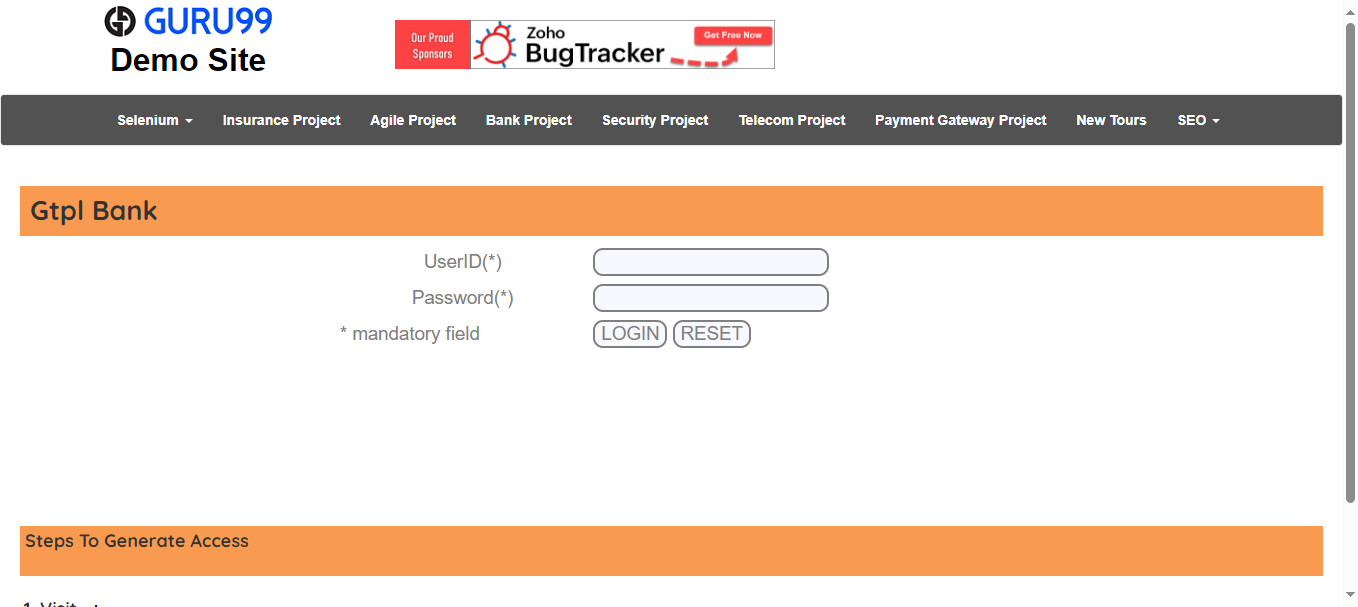 GURU99
Demo Site
Our Proud
Sponsors
Zoho
BugTracker
Get Free Now
Selenium Insurance Project Agile Project Bank Project Security Project Telecom Project Payment Gateway Project New Tours SEO
Gtpl Bank
UserID(*)
Password(*)
* mandatory field LOGIN RESET
Steps To Generate Access
1. Visit